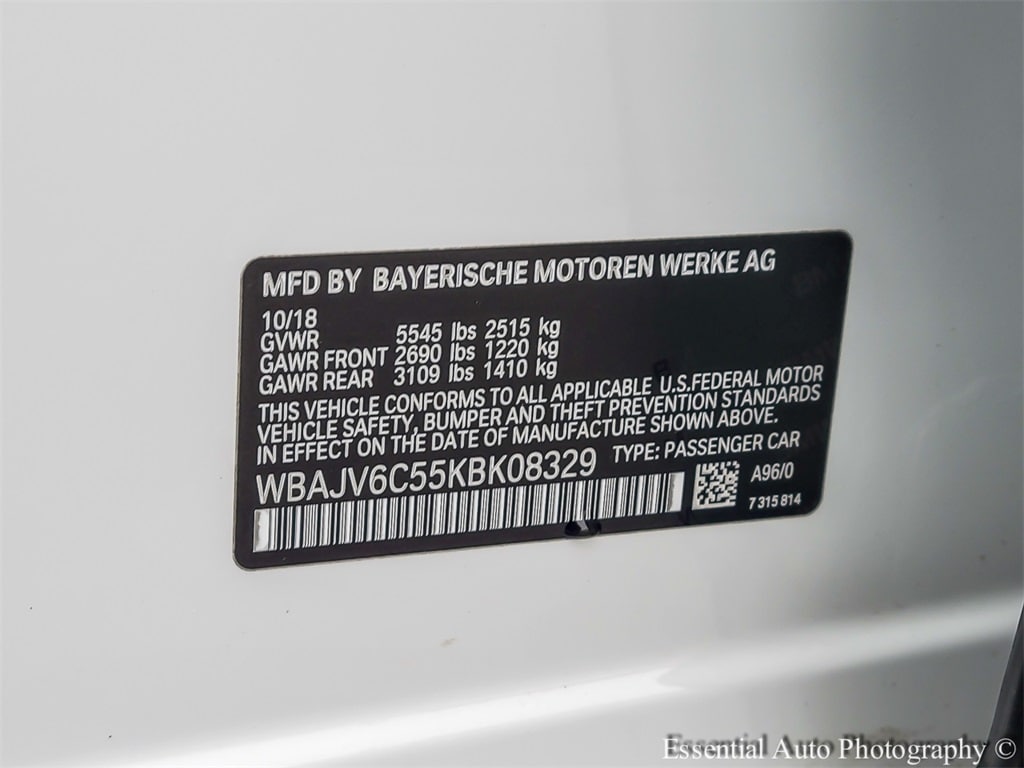 MFD BY BAYERISCHE MOTOREN WERKE AG
10/18
GVWR 5545 lbs 2515 kg
GAWR FRONT 2690 lbs 1220 kg
GAWR REAR 3109 lbs 1410 kg
THIS VEHICLE CONFORMS TO ALL APPLICABLE U.S.FEDERAL MOTOR
VEHICLE SAFETY, BUMPER AND THEFT PREVENTION STANDARDS
IN EFFECT ON THE DATE OF MANUFACTURE SHOWN ABOVE.
WBAJV6C55KBK08329 TYPE: PASSENGER CAR
A96/0
7 315 814
Essential Auto Photography ©